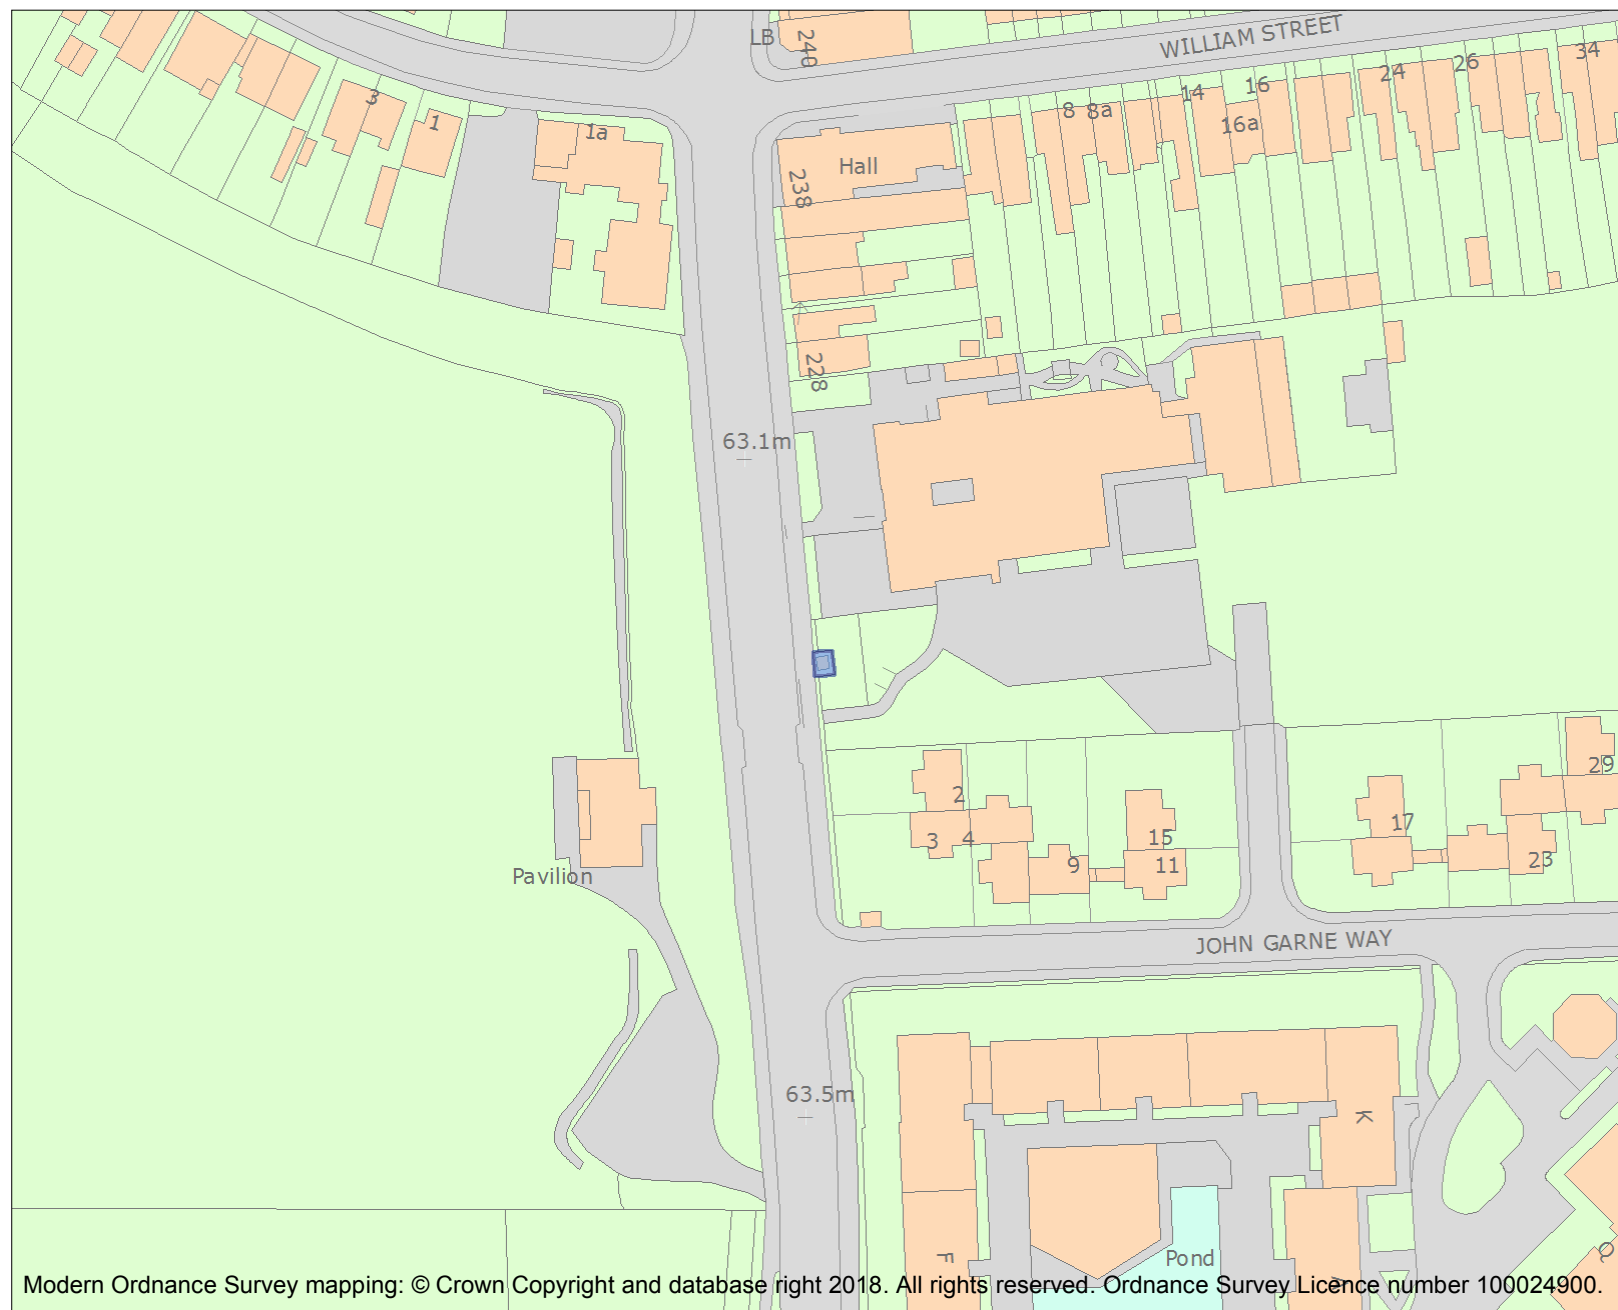 LB
240
WILLIAM STREET
34
26
24
16
14
16a
8 8a
3
1
1a
Hall
238
228
63.1m
2
3 4
9
15
11
17
23
29
Pavilion
JOHN GARNE WAY
63.5m
K
F
Pond
Q
Modern Ordnance Survey mapping: © Crown Copyright and database right 2018. All rights reserved. Ordnance Survey Licence number 100024900.